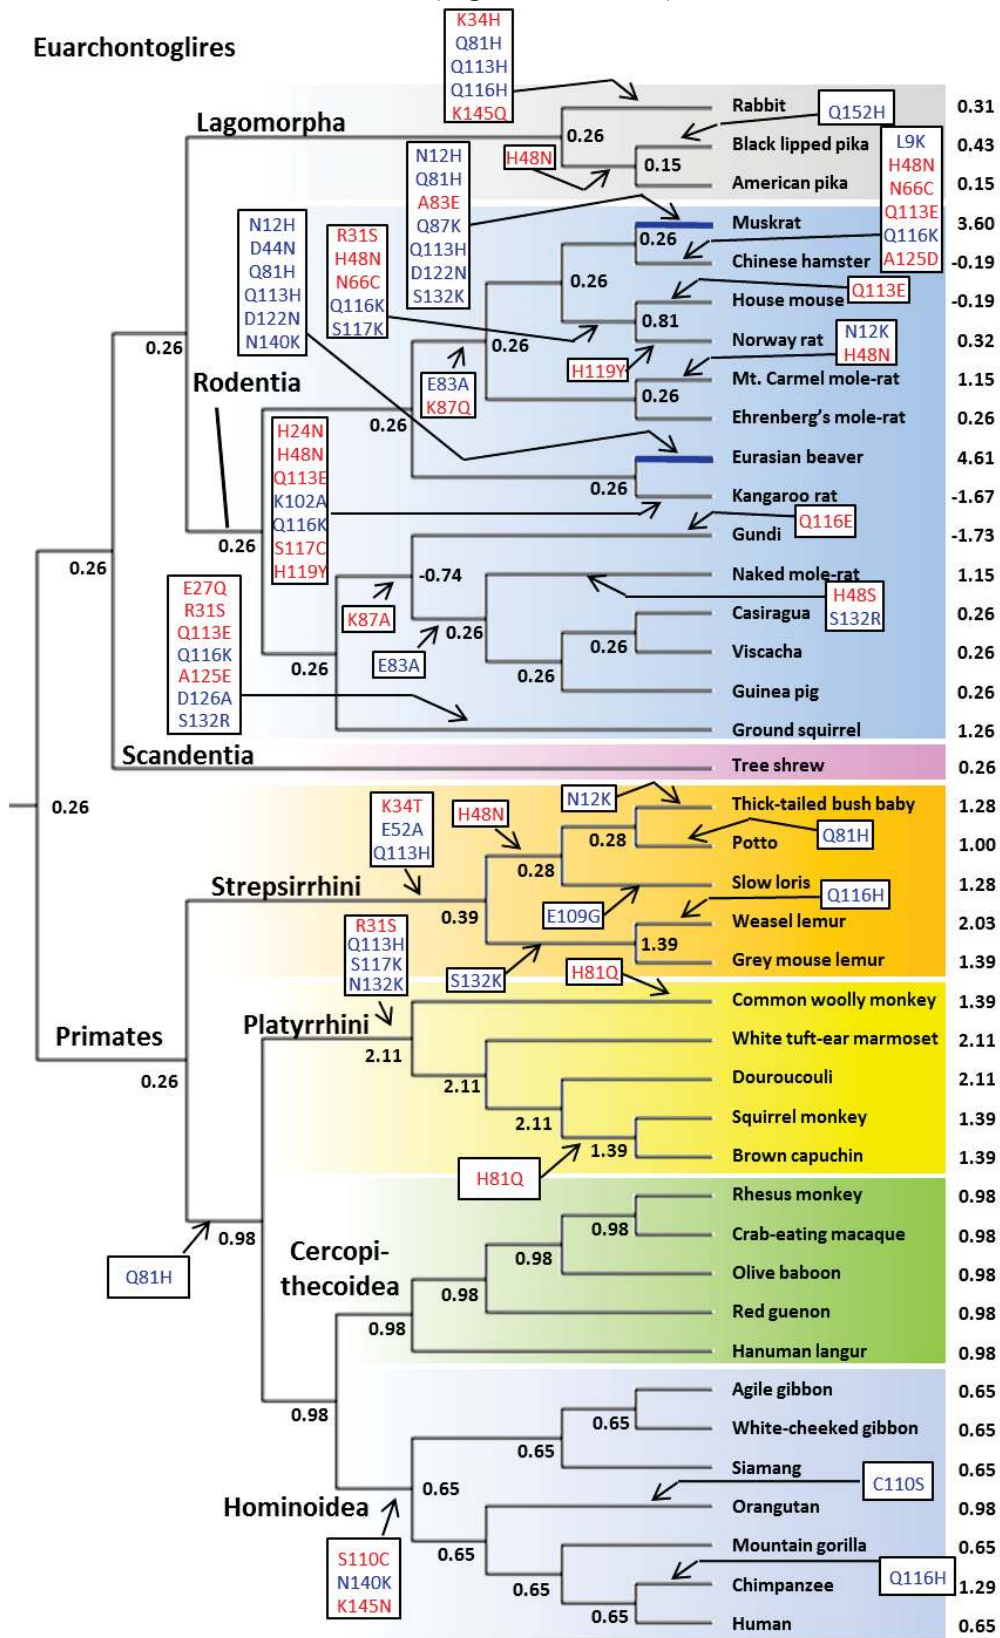 Euarchontoglires
K34H
Q81H
Q113H
Q116H
K145Q
Lagomorpha
Rabbit
0.31
Q152H
0.26
Black lipped pika
0.43
H48N
0.15
American pika
0.15
N12H
Q81H
A83E
Q87K
Q113H
D122N
S132K
L9K
H48N
N66C
Q113E
Q116K
A125D
N12H
D44N
Q81H
Q113H
D122N
N140K
R31S
H48N
N66C
Q116K
S117K
Muskrat
3.60
0.26
Chinese hamster
-0.19
0.26
Q113E
House mouse
-0.19
0.81
0.26
0.26
Norway rat
0.32
N12K
H48N
H119Y
Rodentia
E83A
K87Q
Mt. Carmel mole-rat
1.15
0.26
Ehrenberg's mole-rat
0.26
0.26
H24N
H48N
Q113E
K102A
Q116K
S117C
H119Y
Eurasian beaver
4.61
0.26
Kangaroo rat
-1.67
Q116E
Gundi
-1.73
0.26
0.26
-0.74
Naked mole-rat
1.15
H48S
S132R
E27Q
R31S
Q113E
Q116K
A125E
D126A
S132R
K87A
Casiragua
0.26
0.26
0.26
E83A
Viscacha
0.26
0.26
0.26
Guinea pig
0.26
Ground squirrel
1.26
Scandentia
Tree shrew
0.26
0.26
K34T
E52A
Q113H
H48N
N12K
Thick-tailed bush baby
1.28
0.28
Potto
1.00
Q81H
0.28
Strepsirrhini
Slow loris
1.28
Q116H
0.39
E109G
Weasel lemur
2.03
1.39
R31S
Q113H
S117K
N132K
S132K
Grey mouse lemur
1.39
H81Q
Common woolly monkey
1.39
Platyrrhini
Primates
2.11
White tuft-ear marmoset
2.11
0.26
2.11
Douroucouli
2.11
2.11
Squirrel monkey
1.39
1.39
Brown capuchin
1.39
H81Q
Rhesus monkey
0.98
0.98
Crab-eating macaque
0.98
0.98
Q81H
0.98
Cercopi-
thecoidea
Olive baboon
0.98
0.98
Red guenon
0.98
0.98
Hanuman langur
0.98
Agile gibbon
0.65
0.98
0.65
White-cheeked gibbon
0.65
0.65
Siamang
0.65
C110S
0.65
Hominoidea
Orangutan
0.98
0.65
Mountain gorilla
0.65
S110C
N140K
K145N
Q116H
0.65
Chimpanzee
1.29
0.65
Human
0.65